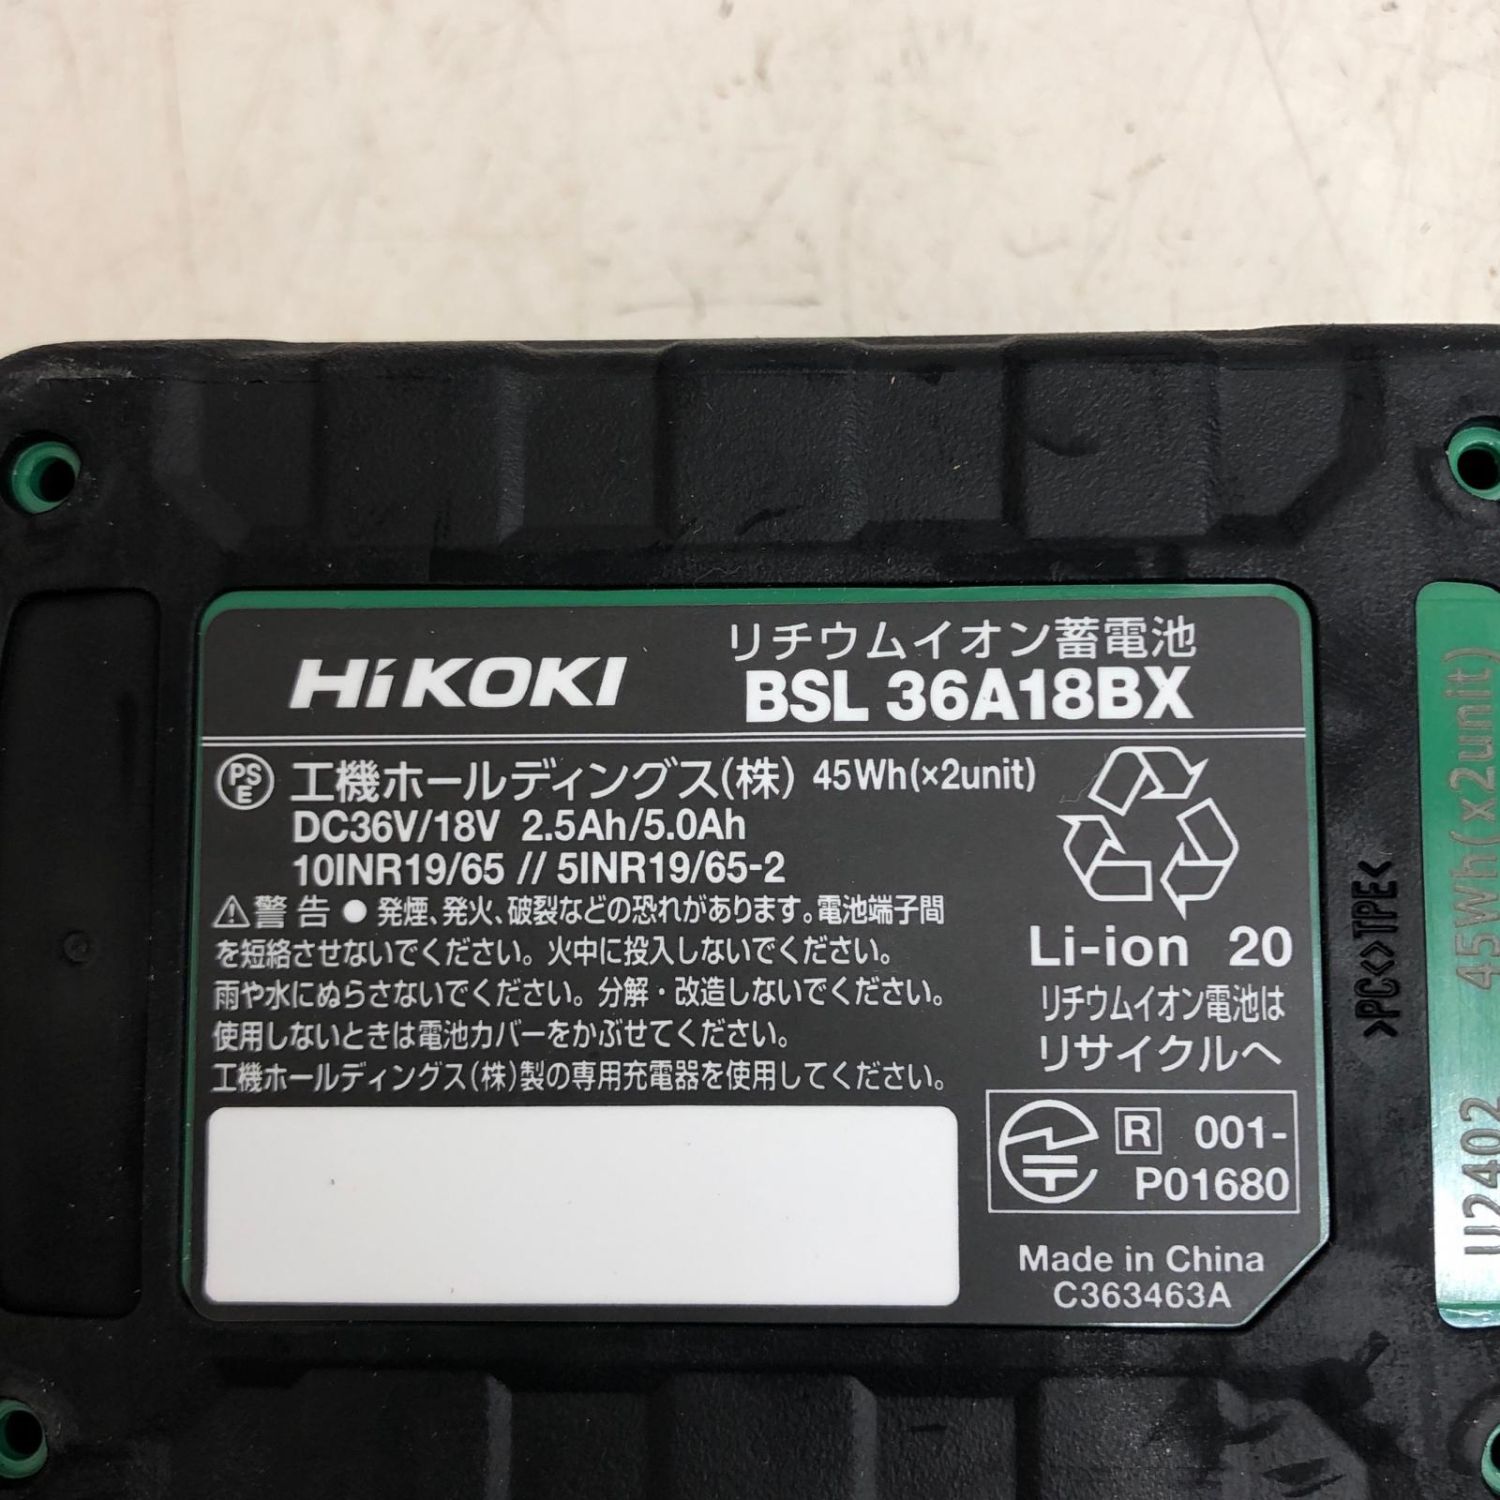 HiKOKI
リチウムイオン蓄電池
BSL 36A18BX
PSE 工機ホールディングス(株) 45Wh(×2unit)
DC36V/18V 2.5Ah/5.0Ah
10INR19/65 // 5INR19/65-2
⚠警告 ● 発煙、発火、破裂などの恐れがあります。電池端子間
を短絡させないでください。火中に投入しないでください。
雨や水にぬらさないでください。分解・改造しないでください。
使用しないときは電池カバーをかぶせてください。
工機ホールディングス(株)製の専用充電器を使用してください。
Li-ion 20
リチウムイオン電池は
リサイクルへ
R 001-
P01680
Made in China
C363463A
>PC<>TPE<
45Wh(x2unit)
U2402